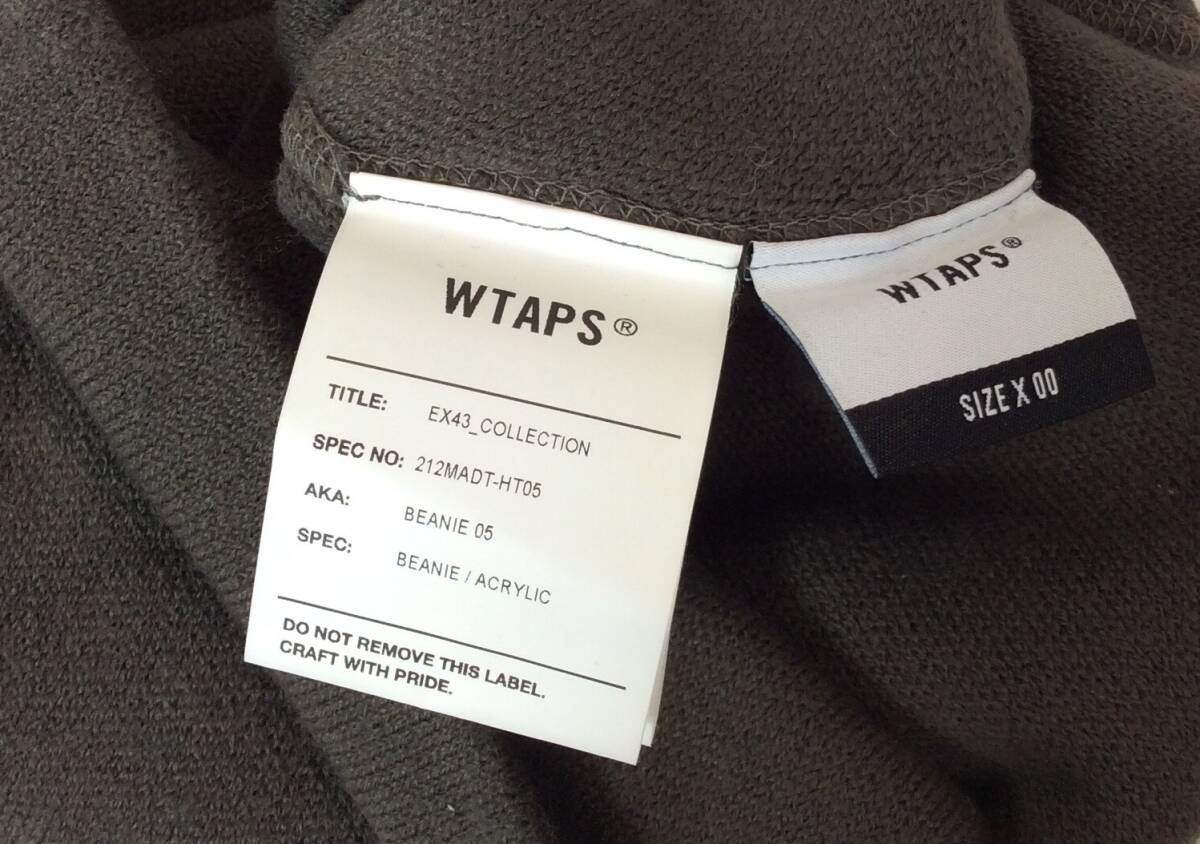 WTAPS®
TITLE: EX43_COLLECTION
SPEC NO: 212MADT-HT05
AKA: BEANIE 05
SPEC: BEANIE / ACRYLIC
DO NOT REMOVE THIS LABEL.
CRAFT WITH PRIDE.
WTAPS®
SIZE X 00